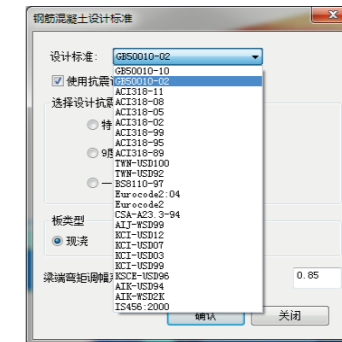 钢筋混凝土设计标准
设计标准: GB50010-02
GB50010-10
使用抗震
GB50010-02
ACI318-11
选择设计抗震
ACI318-08
ACI318-05
特
ACI318-02
ACI318-99
ACI318-95
9度
ACI318-89
TWN-USD100
TWN-USD92
一
BS8110-97
Eurocode2:04
Eurocode2
CSA-A23.3-94
板类型
AIJ-WSD99
KCI-USD12
现浇
KCI-USD07
KCI-USD03
KCI-USD99
梁端弯矩调幅
KSCE-USD96
0.85
AIK-USD94
AIK-WSD2K
IS456:2000
确认
关闭